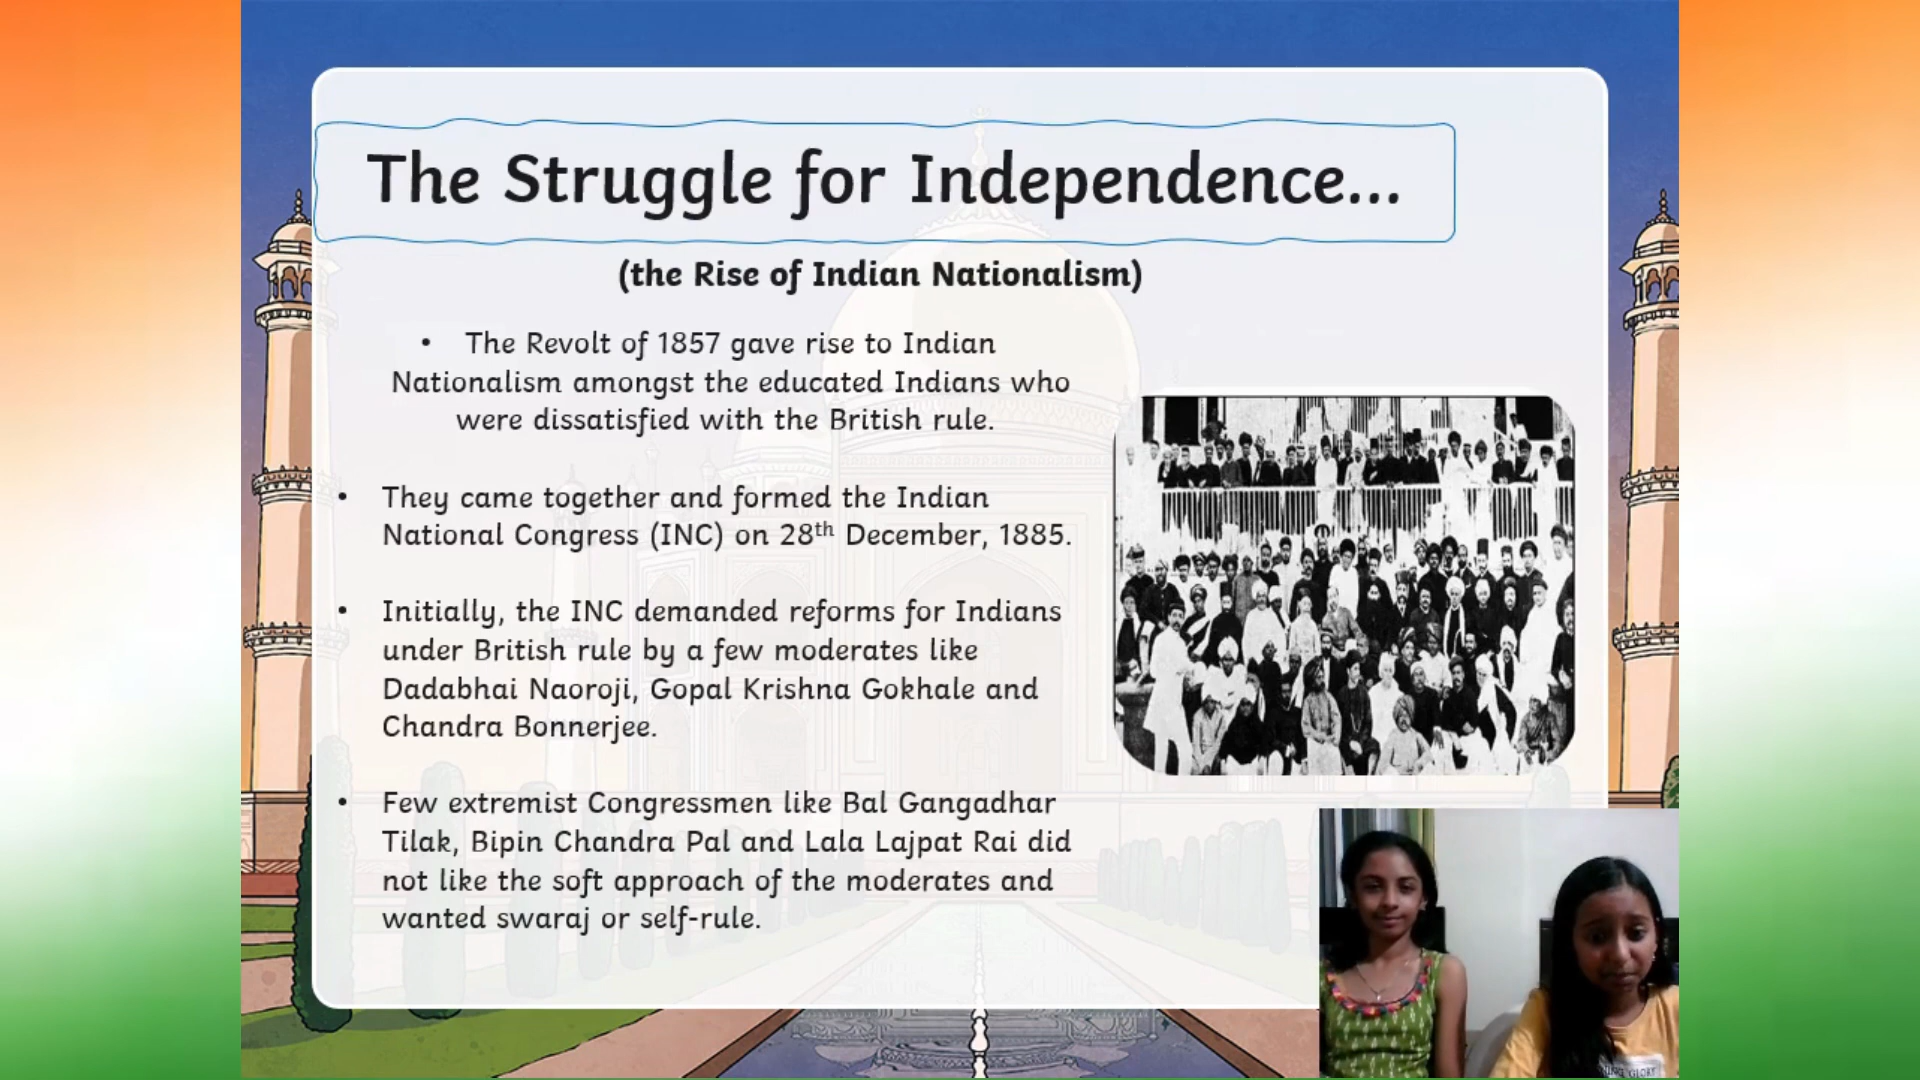 The Struggle for Independence...
(the Rise of Indian Nationalism)
• The Revolt of 1857 gave rise to Indian
Nationalism amongst the educated Indians who
were dissatisfied with the British rule.
• They came together and formed the Indian
National Congress (INC) on 28th December, 1885.
• Initially, the INC demanded reforms for Indians
under British rule by a few moderates like
Dadabhai Naoroji, Gopal Krishna Gokhale and
Chandra Bonnerjee.
• Few extremist Congressmen like Bal Gangadhar
Tilak, Bipin Chandra Pal and Lala Lajpat Rai did
not like the soft approach of the moderates and
wanted swaraj or self-rule.
GLORY